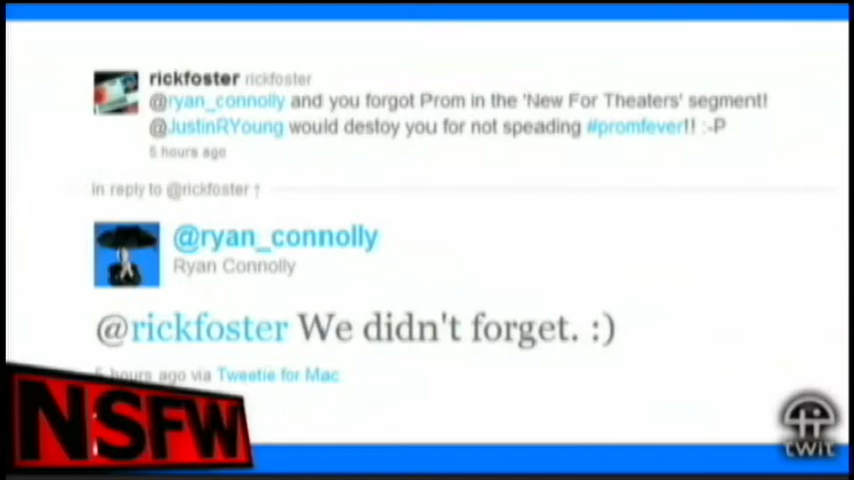 rickfoster rickfoster
@ryan_connolly and you forgot Prom in the 'New For Theaters' segment!
@JustinRYoung would destoy you for not speading #promfever!! :-P
5 hours ago
in reply to @rickfoster ↑
@ryan_connolly
Ryan Connolly
@rickfoster We didn't forget. :)
5 hours ago via Tweetie for Mac
NSFW
twit